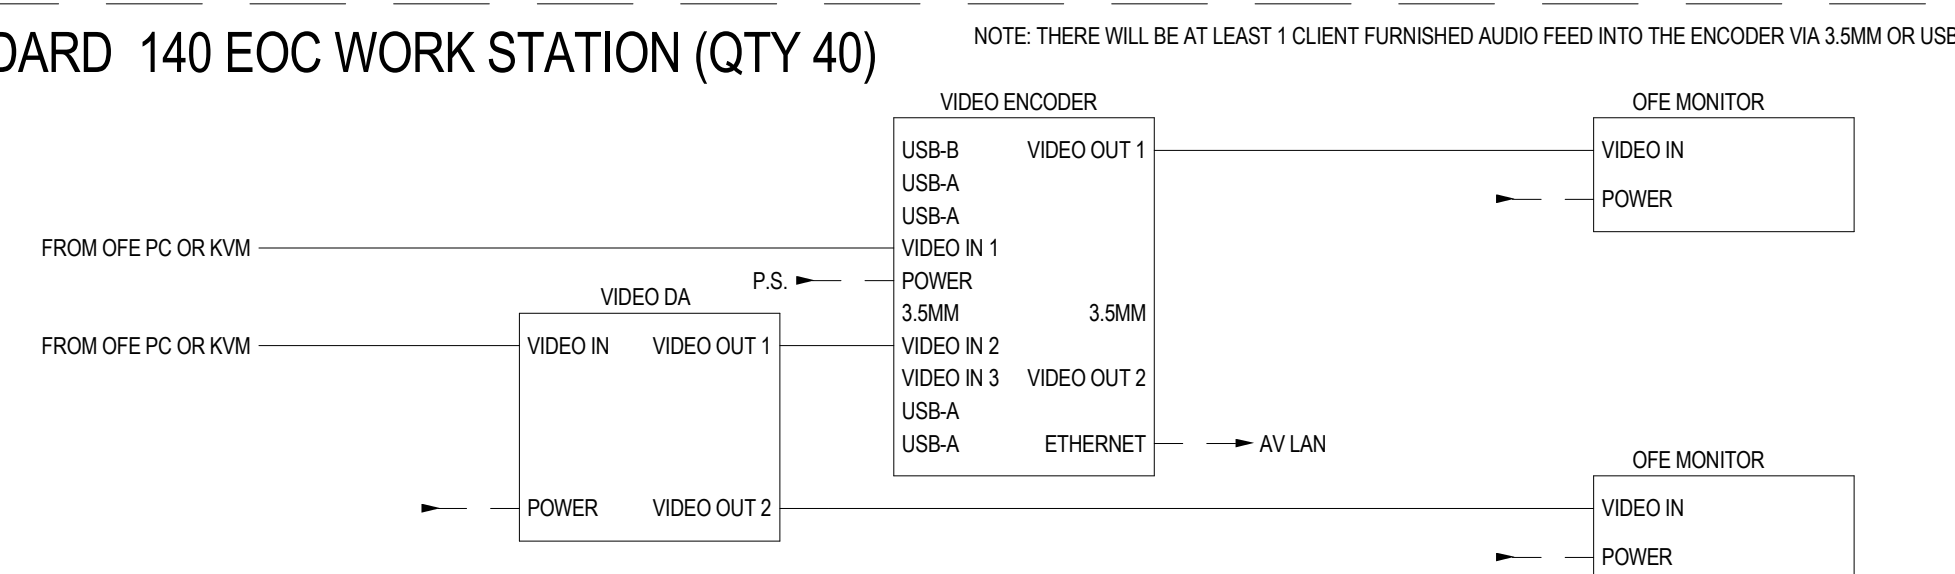 DARD 140 EOC WORK STATION (QTY 40)
NOTE: THERE WILL BE AT LEAST 1 CLIENT FURNISHED AUDIO FEED INTO THE ENCODER VIA 3.5MM OR USB
VIDEO ENCODER
OFE MONITOR
USB-B VIDEO OUT 1
VIDEO IN
USB-A
POWER
USB-A
FROM OFE PC OR KVM
VIDEO IN 1
P.S.
POWER
VIDEO DA
3.5MM 3.5MM
FROM OFE PC OR KVM
VIDEO IN VIDEO OUT 1
VIDEO IN 2
VIDEO IN 3 VIDEO OUT 2
USB-A
USB-A ETHERNET
AV LAN
OFE MONITOR
POWER VIDEO OUT 2
VIDEO IN
POWER